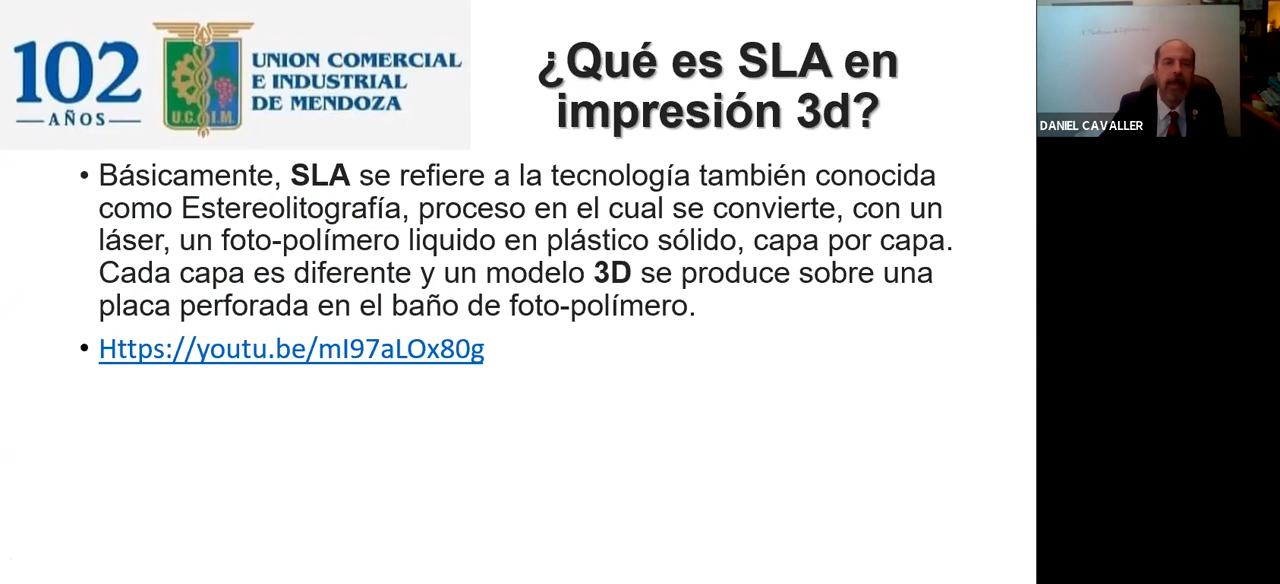 102
AÑOS
U.C.I.M.
UNION COMERCIAL
E INDUSTRIAL
DE MENDOZA
¿Qué es SLA en
impresión 3d?
• Básicamente, SLA se refiere a la tecnología también conocida
como Estereolitografía, proceso en el cual se convierte, con un
láser, un foto-polímero liquido en plástico sólido, capa por capa.
Cada capa es diferente y un modelo 3D se produce sobre una
placa perforada en el baño de foto-polímero.
• Https://youtu.be/mI97aLOx80g
DANIEL CAVALLER